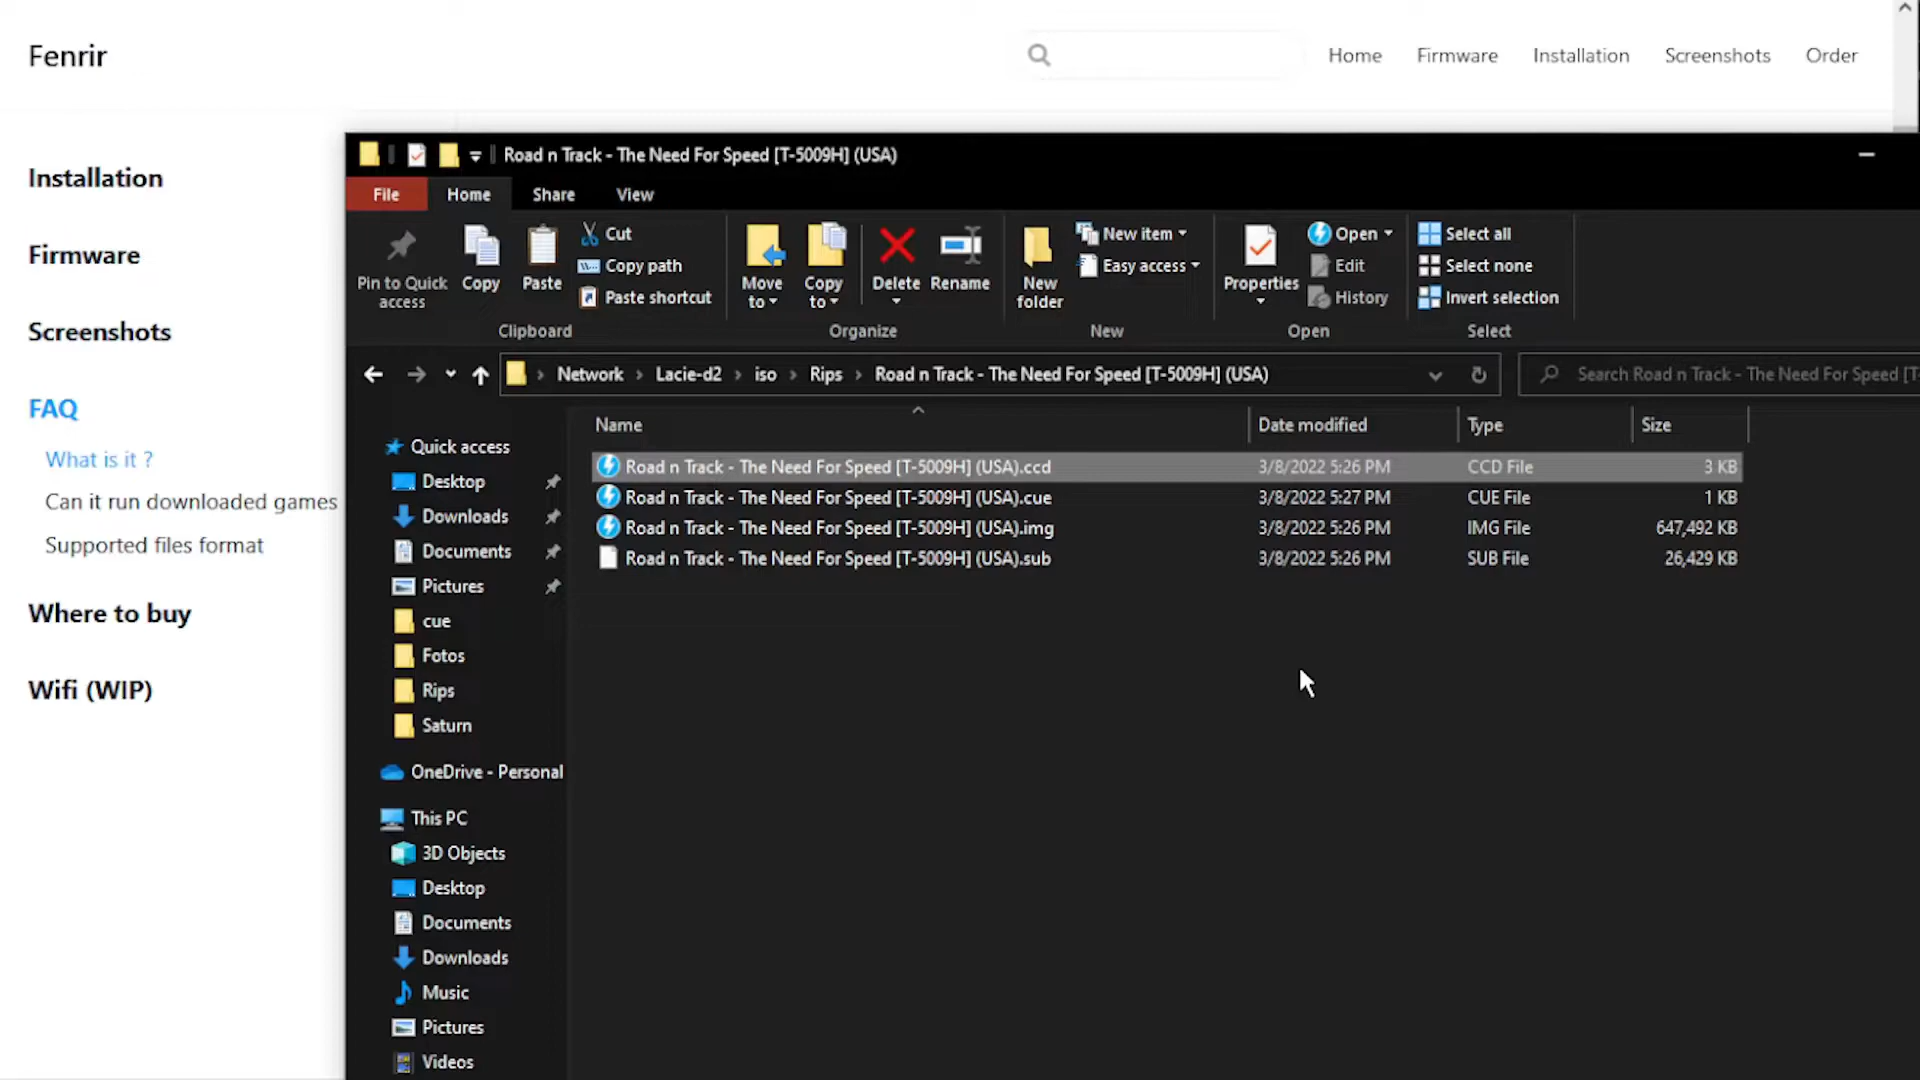 Fenrir
Home
Firmware
Installation
Screenshots
Order
Installation
Firmware
Screenshots
FAQ
What is it ?
Can it run downloaded games
Supported files format
Where to buy
Wifi (WIP)
Road n Track - The Need For Speed [T-5009H] (USA)
File
Home
Share
View
Pin to Quick
access
Copy
Paste
Cut
Copy path
Paste shortcut
Clipboard
Move
to
Copy
to
Delete
Rename
Organize
New
folder
New item
Easy access
New
Properties
Open
Edit
History
Open
Select all
Select none
Invert selection
Select
Network
Lacie-d2
iso
Rips
Road n Track - The Need For Speed [T-5009H] (USA)
Search Road n Track - The Need For Speed [T-
Name
Date modified
Type
Size
Road n Track - The Need For Speed [T-5009H] (USA).ccd 3/8/2022 5:26 PM CCD File 3 KB
Road n Track - The Need For Speed [T-5009H] (USA).cue 3/8/2022 5:27 PM CUE File 1 KB
Road n Track - The Need For Speed [T-5009H] (USA).img 3/8/2022 5:26 PM IMG File 647,492 KB
Road n Track - The Need For Speed [T-5009H] (USA).sub 3/8/2022 5:26 PM SUB File 26,429 KB
Quick access
Desktop
Downloads
Documents
Pictures
cue
Fotos
Rips
Saturn
OneDrive - Personal
This PC
3D Objects
Desktop
Documents
Downloads
Music
Pictures
Videos